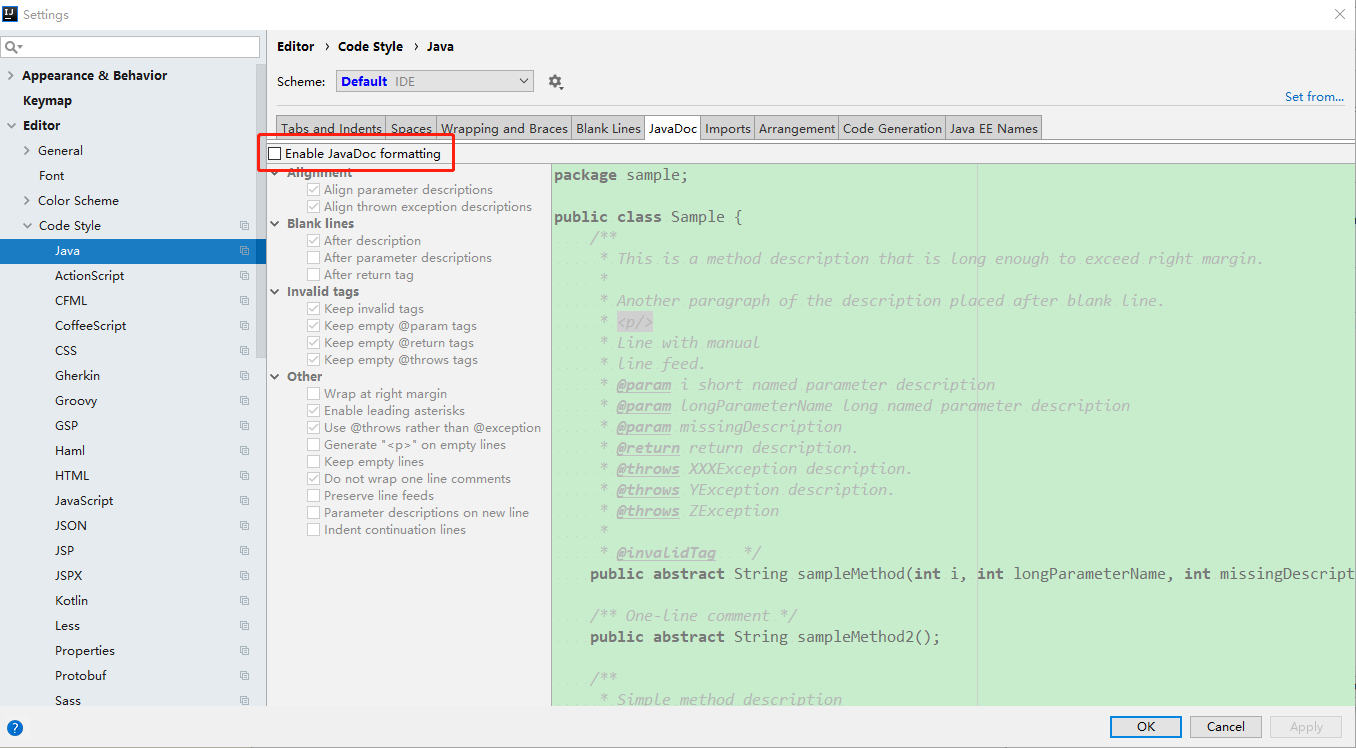 Settings
Editor › Code Style › Java
Scheme: Default IDE
Set from...
Appearance & Behavior
Keymap
Editor
General
Font
Color Scheme
Code Style
Java
ActionScript
CFML
CoffeeScript
CSS
Gherkin
Groovy
GSP
Haml
HTML
JavaScript
JSON
JSP
JSPX
Kotlin
Less
Properties
Protobuf
Sass
Tabs and Indents Spaces Wrapping and Braces Blank Lines JavaDoc Imports Arrangement Code Generation Java EE Names
Enable JavaDoc formatting
Alignment
Align parameter descriptions
Align thrown exception descriptions
Blank lines
After description
After parameter descriptions
After return tag
Invalid tags
Keep invalid tags
Keep empty @param tags
Keep empty @return tags
Keep empty @throws tags
Other
Wrap at right margin
Enable leading asterisks
Use @throws rather than @exception
Generate "<p>" on empty lines
Keep empty lines
Do not wrap one line comments
Preserve line feeds
Parameter descriptions on new line
Indent continuation lines
package sample;
public class Sample {
/**
* This is a method description that is long enough to exceed right margin.
*
* Another paragraph of the description placed after blank line.
* <p/>
* Line with manual
* line feed.
* @param i short named parameter description
* @param longParameterName long named parameter description
* @param missingDescription
* @return return description.
* @throws XXXException description.
* @throws YException description.
* @throws ZException
*
* @invalidTag */
public abstract String sampleMethod(int i, int longParameterName, int missingDescript
/** One-line comment */
public abstract String sampleMethod2();
/**
* Simple method description
?
OK Cancel Apply